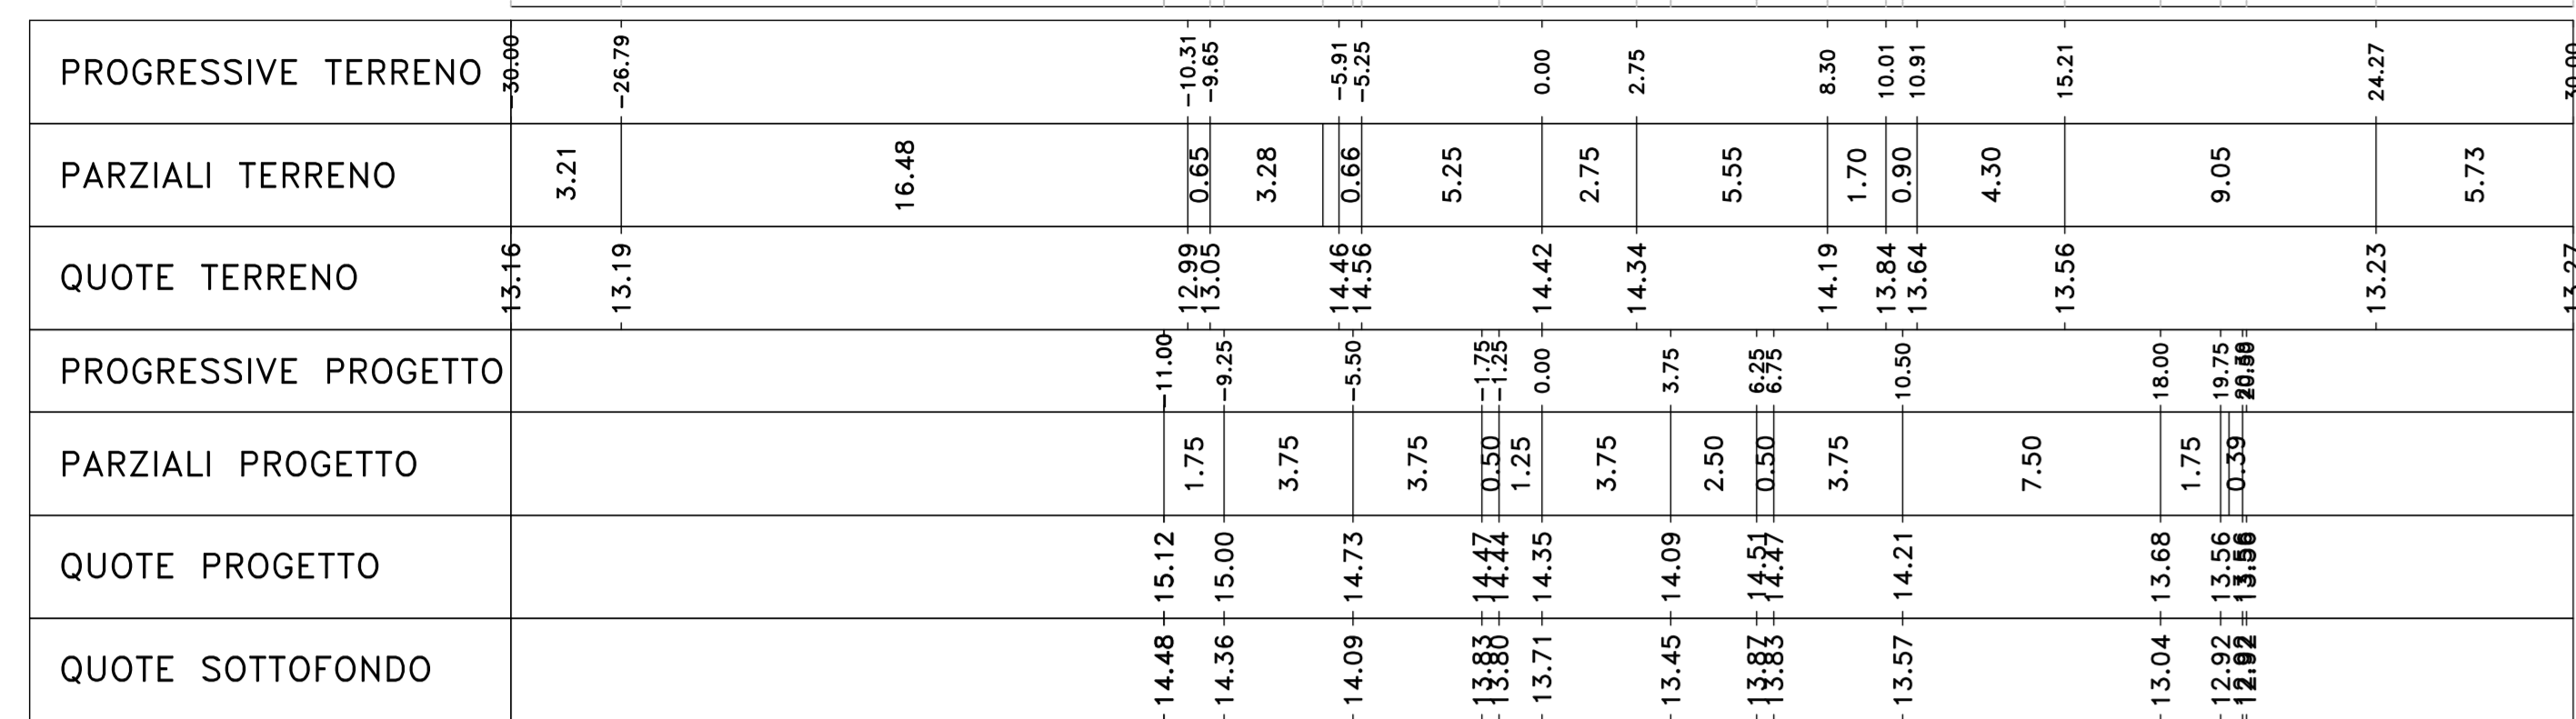 PROGRESSIVE TERRENO -30.00 -26.79 -10.31 -9.65 -5.91 -5.25 0.00 2.75 8.30 10.01 10.91 15.21 24.27 30.00
PARZIALI TERRENO 3.21 16.48 0.65 3.28 0.66 5.25 2.75 5.55 1.70 0.90 4.30 9.05 5.73
QUOTE TERRENO 13.16 13.19 12.99 13.05 14.46 14.56 14.42 14.34 14.19 13.84 13.64 13.56 13.23 13.27
PROGRESSIVE PROGETTO -11.00 -9.25 -5.50 -1.75 -1.25 0.00 3.75 6.25 6.75 10.50 18.00 19.75
PARZIALI PROGETTO 1.75 3.75 3.75 0.50 1.25 3.75 2.50 0.50 3.75 7.50 1.75 0.39
QUOTE PROGETTO 15.12 15.00 14.73 14.47 14.44 14.35 14.09 14.51 14.47 14.21 13.68 13.56
QUOTE SOTTOFONDO 14.48 14.36 14.09 13.83 13.80 13.71 13.45 13.87 13.83 13.57 13.04 12.92